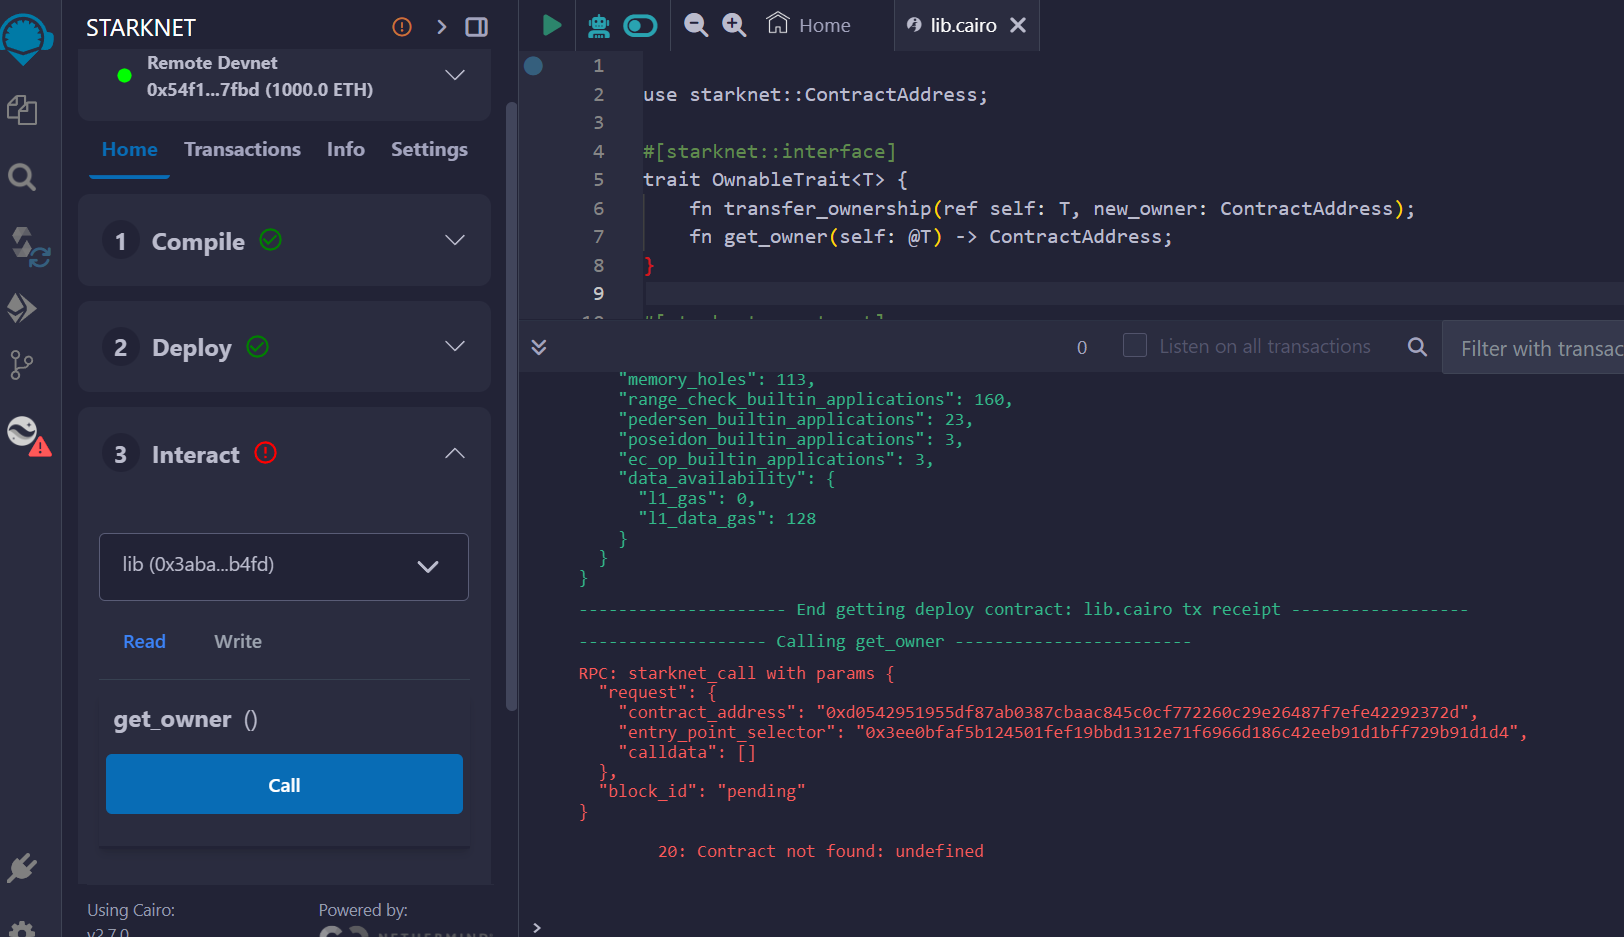 STARKNET
Remote Devnet
0x54f1...7fbd (1000.0 ETH)
Home Transactions Info Settings
1 Compile
2 Deploy
3 Interact
lib (0x3aba...b4fd)
Read Write
get_owner ()
Call
Using Cairo:
v2.7.0
Powered by:
NETHERMIND
Home
lib.cairo
1
2 use starknet::ContractAddress;
3
4 #[starknet::interface]
5 trait OwnableTrait<T> {
6 fn transfer_ownership(ref self: T, new_owner: ContractAddress);
7 fn get_owner(self: @T) -> ContractAddress;
8 }
9
0 Listen on all transactions Filter with transac
"memory_holes": 113,
"range_check_builtin_applications": 160,
"pedersen_builtin_applications": 23,
"poseidon_builtin_applications": 3,
"ec_op_builtin_applications": 3,
"data_availability": {
"l1_gas": 0,
"l1_data_gas": 128
}
}
}
--------------------- End getting deploy contract: lib.cairo tx receipt ------------------
------------------- Calling get_owner ------------------------
RPC: starknet_call with params {
"request": {
"contract_address": "0xd0542951955df87ab0387cbaac845c0cf772260c29e26487f7efe42292372d",
"entry_point_selector": "0x3ee0bfaf5b124501fef19bbd1312e71f6966d186c42eeb91d1bff729b91d1d4",
"calldata": []
},
"block_id": "pending"
}
20: Contract not found: undefined
>